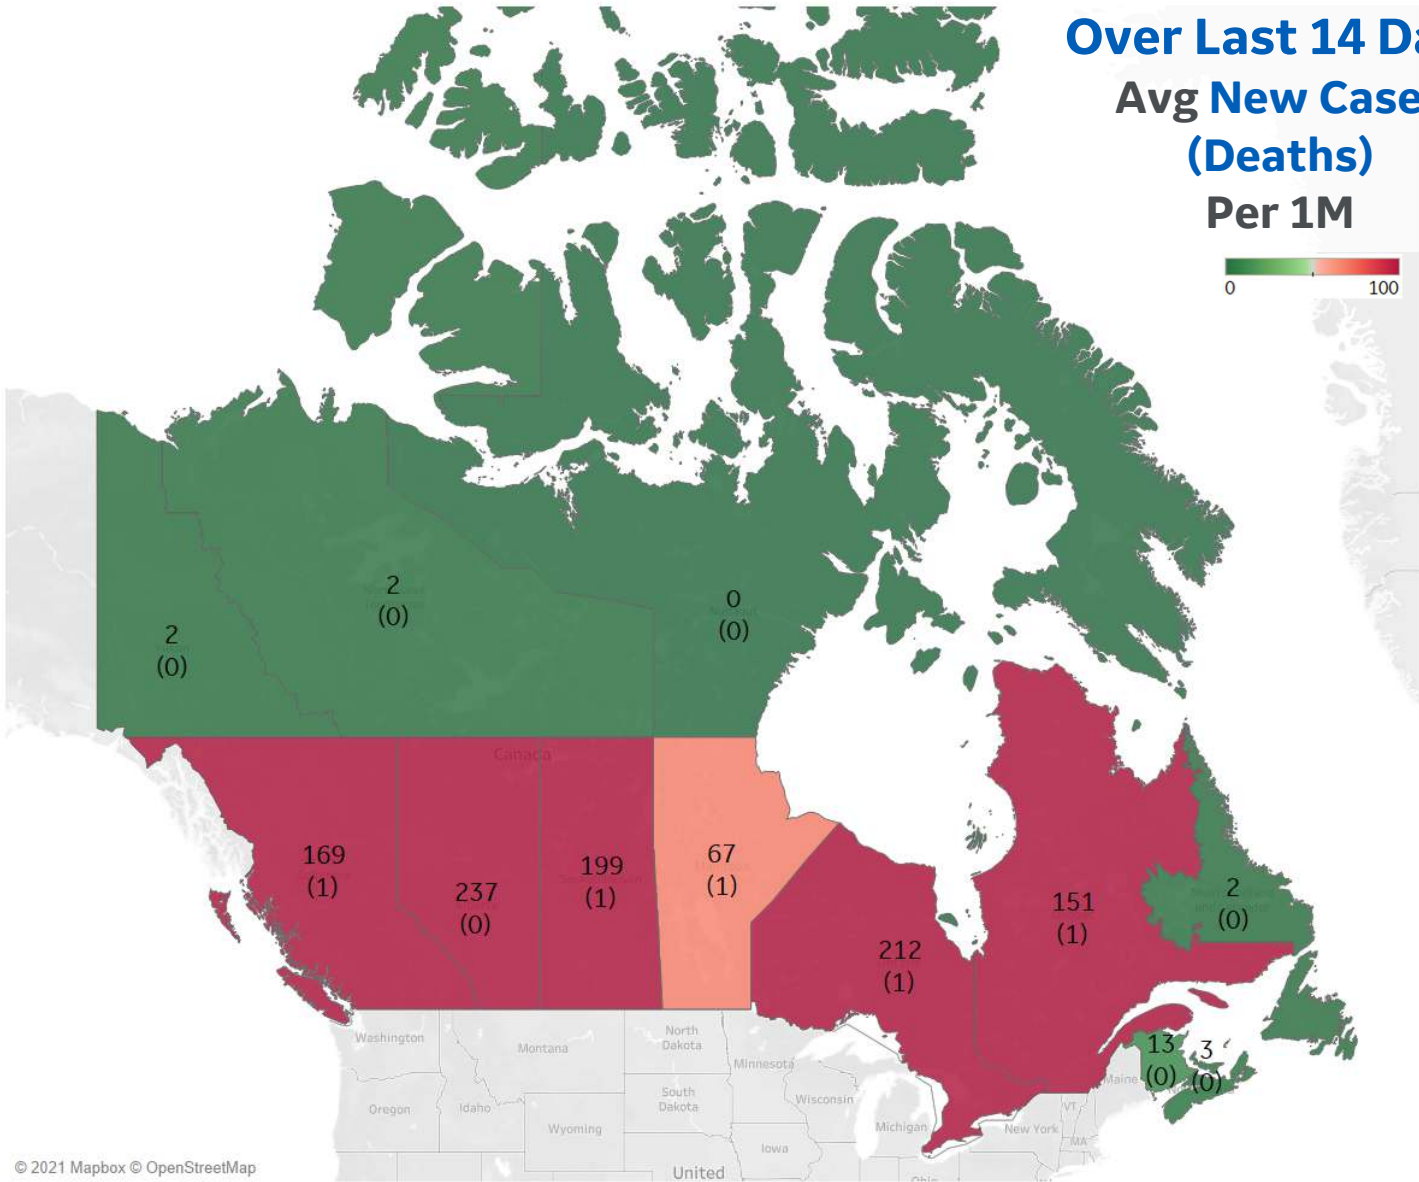 Over Last 14 Da
Avg New Case
(Deaths)
Per 1M
0 100
2
(0)
0
(0)
2
(0)
Canada
169
(1)
237
(0)
199
(1)
67
(1)
212
(1)
151
(1)
2
(0)
13
(0)
3
(0)
Washington
Montana
North
Dakota
Minnesota
Maine
Oregon
Idaho
South
Dakota
Wisconsin
VT
Wyoming
Michigan
New York
MA
Iowa
United
© 2021 Mapbox © OpenStreetMap